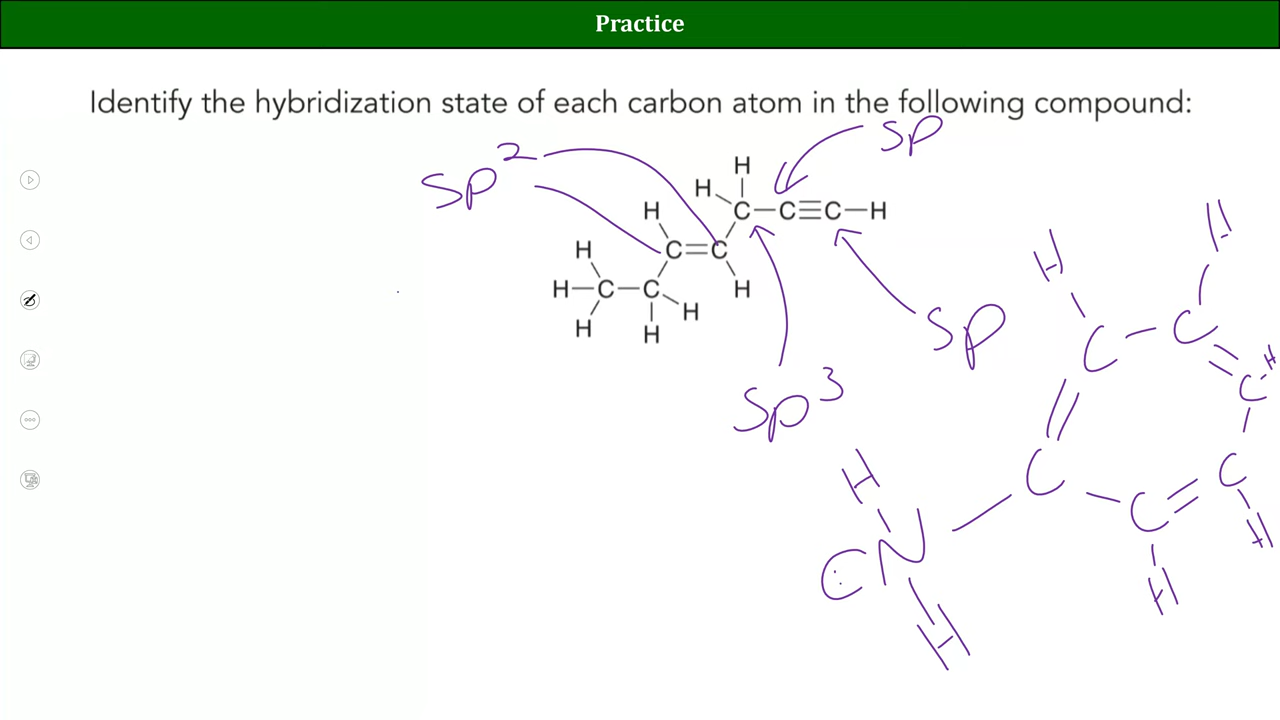 Practice
Identify the hybridization state of each carbon atom in the following compound:
sp
sp²
H
H
C—C≡C—H
H
C=C
H
H
H—C—C
H
H
H
sp
sp³
H
H
C
C
C
H
C
C
H
C
H
H
N
H